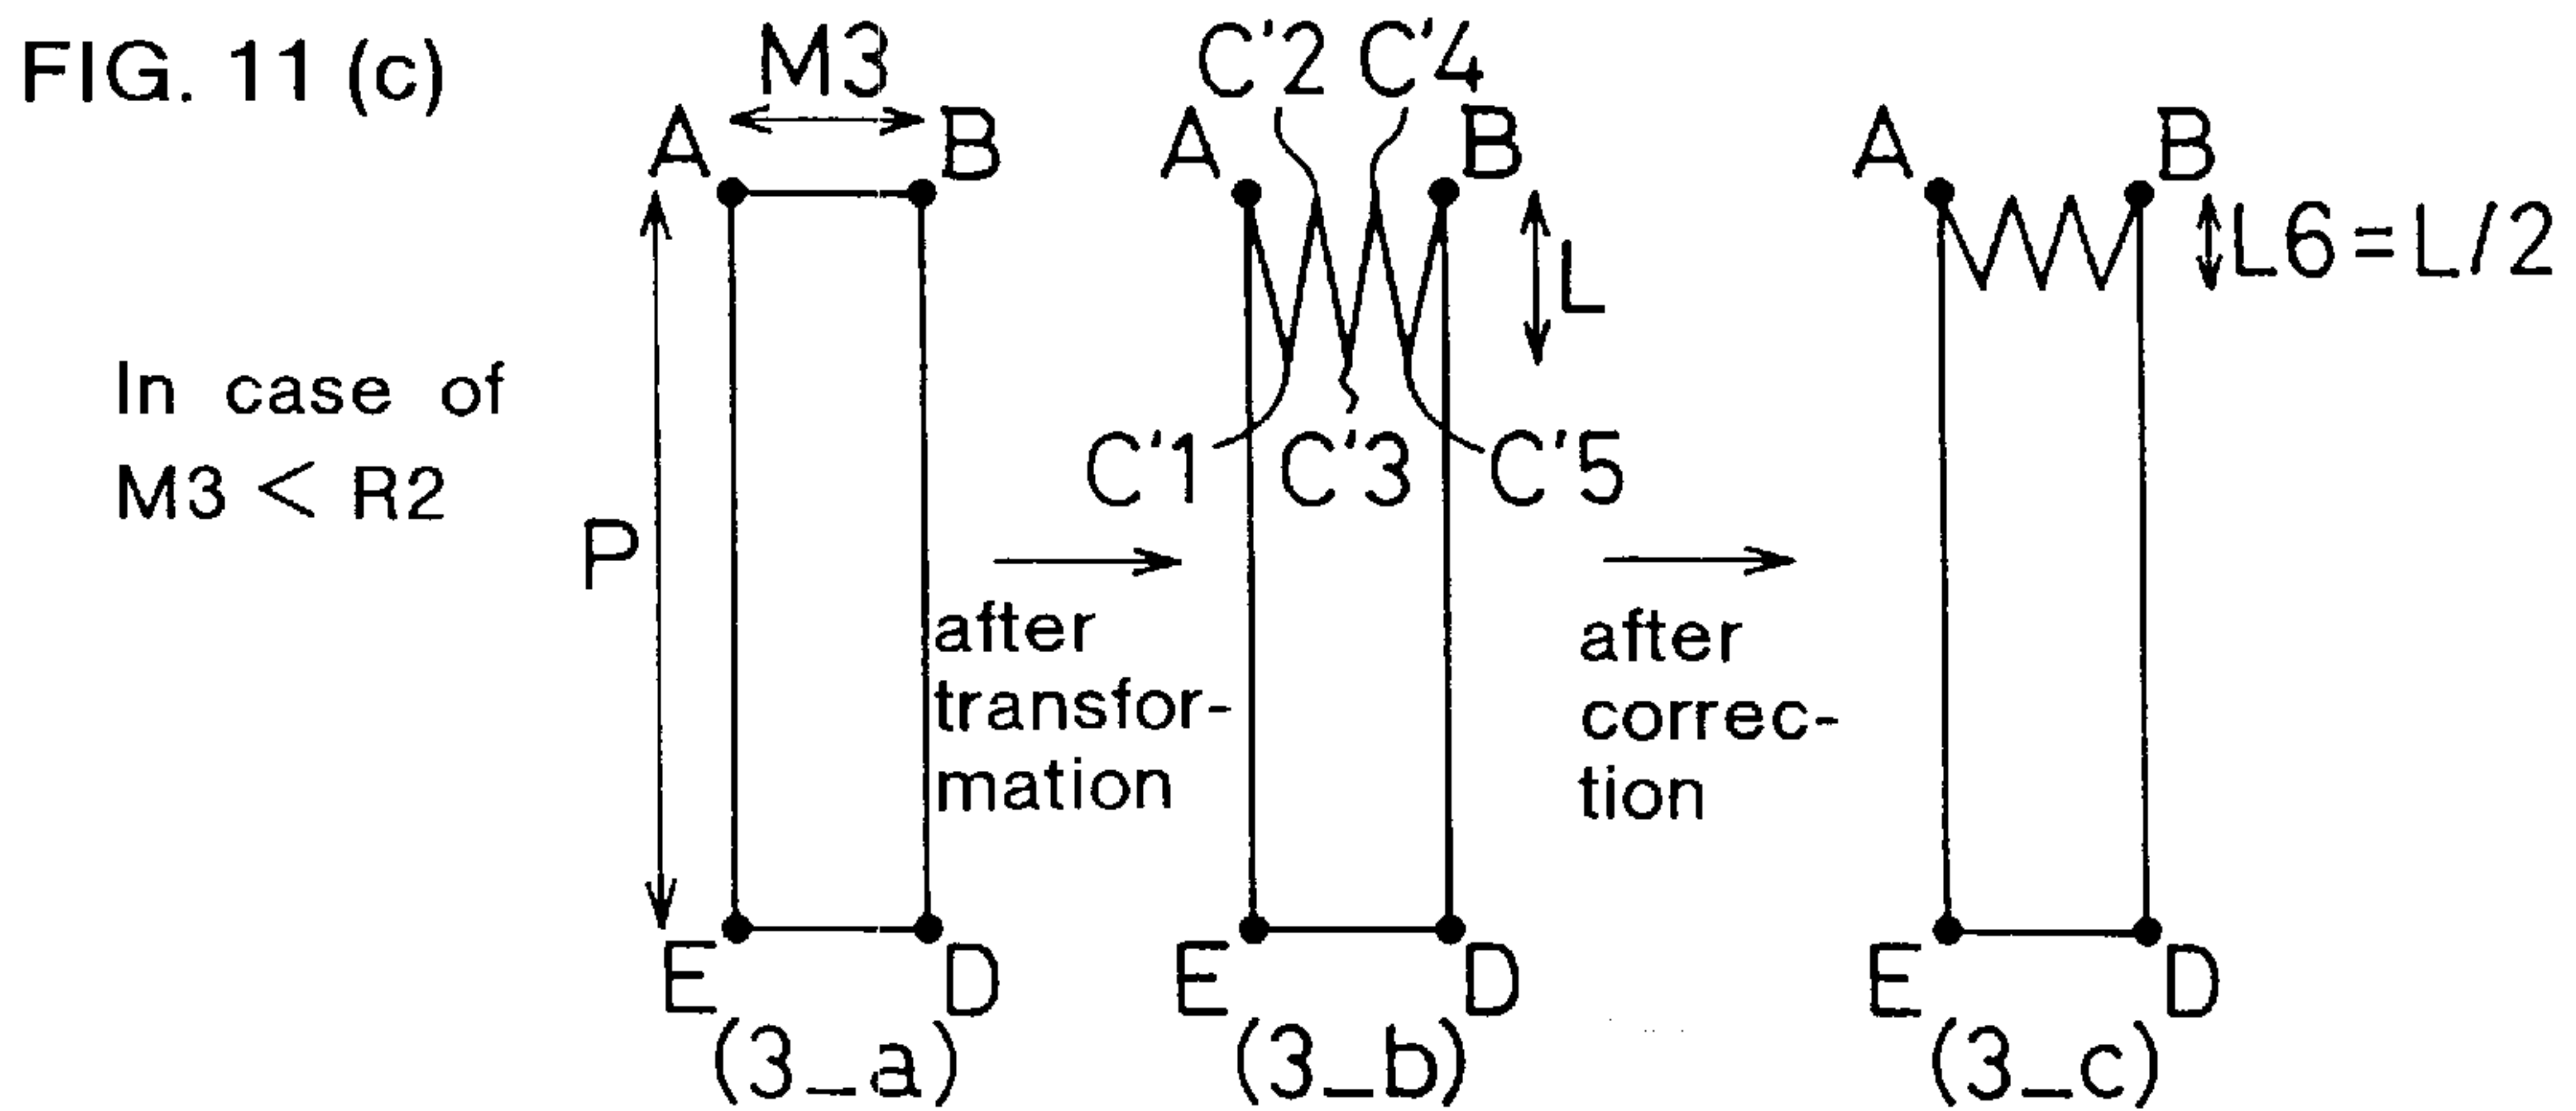 FIG. 11 (c)
In case of
M3 < R2
M3
A
B
P
E
D
(3_a)
after
transfor-
mation
C'2
C'4
A
B
L
C'1
C'3
C'5
E
D
(3_b)
after
correc-
tion
A
B
L6=L/2
E
D
(3_c)